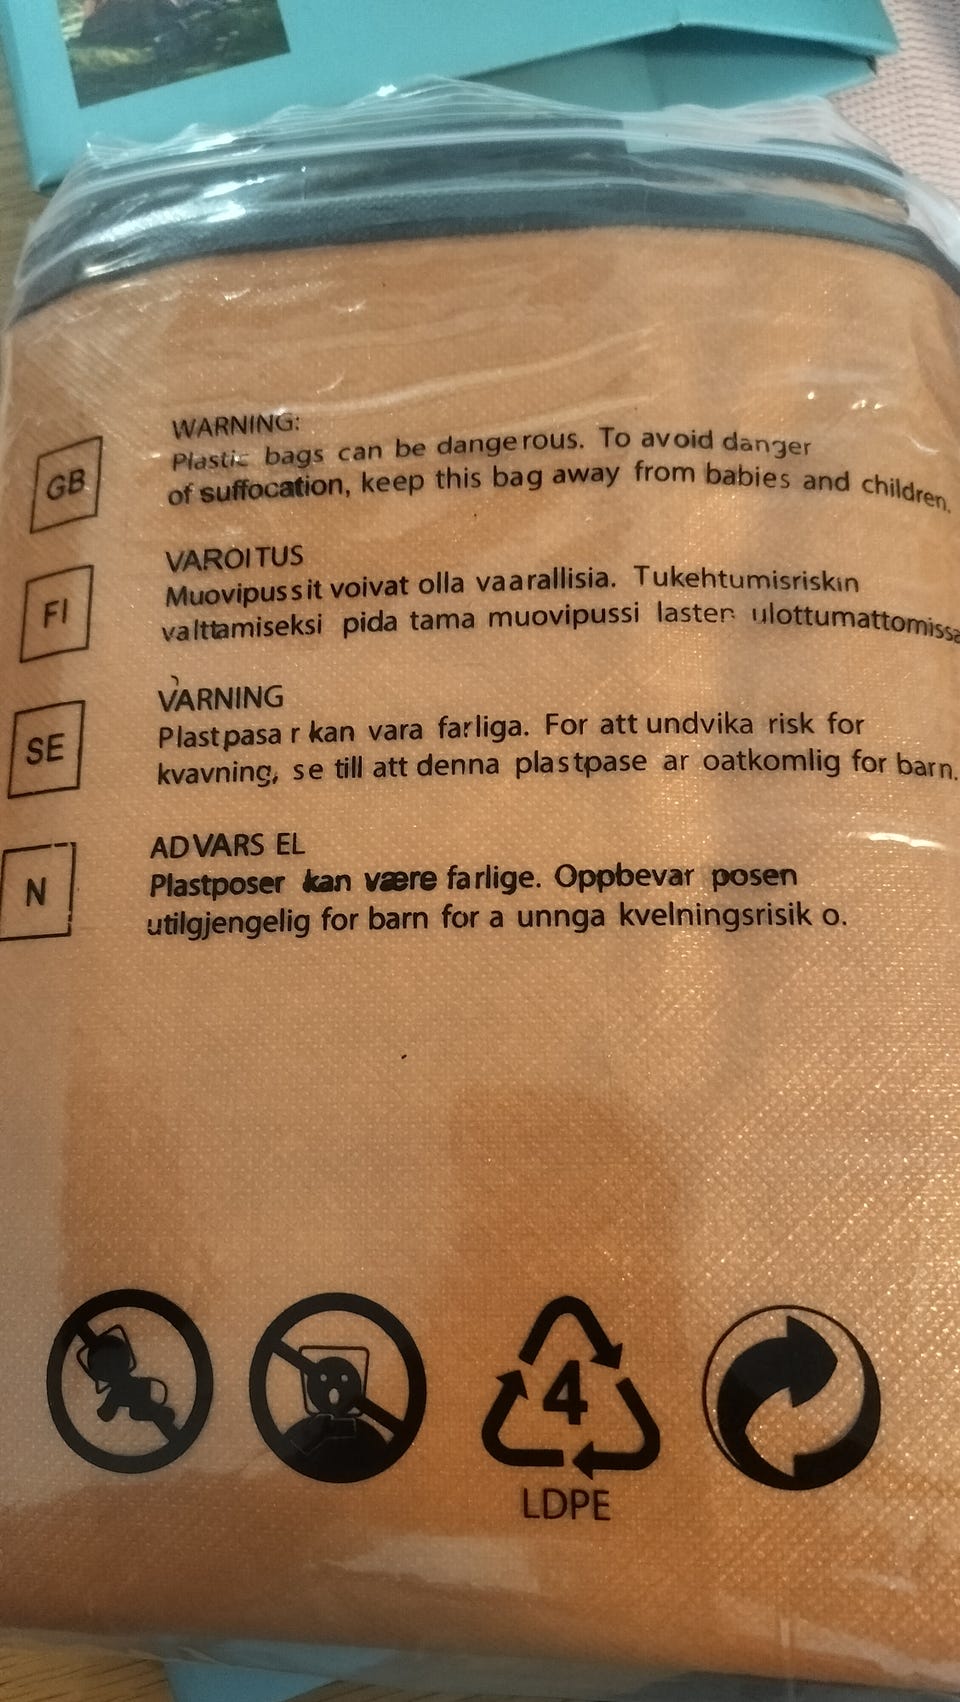 GB
WARNING:
Plastic bags can be dangerous. To avoid danger
of suffocation, keep this bag away from babies and children.
FI
VAROITUS
Muovipussit voivat olla vaarallisia. Tukehtumisriskin
valttamiseksi pida tama muovipussi lasten ulottumattomissa
SE
VARNING
Plastpasar kan vara farliga. For att undvika risk for
kvavning, se till att denna plastpase ar oatkomlig for barn.
N
ADVARSEL
Plastposer kan være farlige. Oppbevar posen
utilgjengelig for barn for a unnga kvelningsrisiko.
4
LDPE